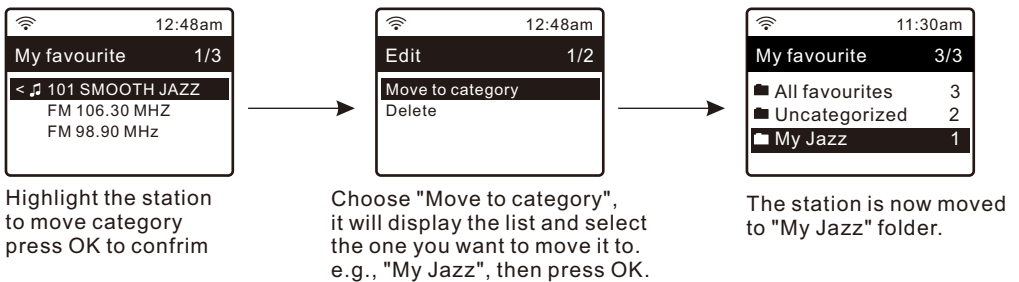 12:48am
My favourite 1/3
< 101 SMOOTH JAZZ
FM 106.30 MHZ
FM 98.90 MHz
Highlight the station
to move category
press OK to confrim
12:48am
Edit 1/2
Move to category
Delete
Choose "Move to category",
it will display the list and select
the one you want to move it to.
e.g., "My Jazz", then press OK.
11:30am
My favourite 3/3
All favourites 3
Uncategorized 2
My Jazz 1
The station is now moved
to "My Jazz" folder.